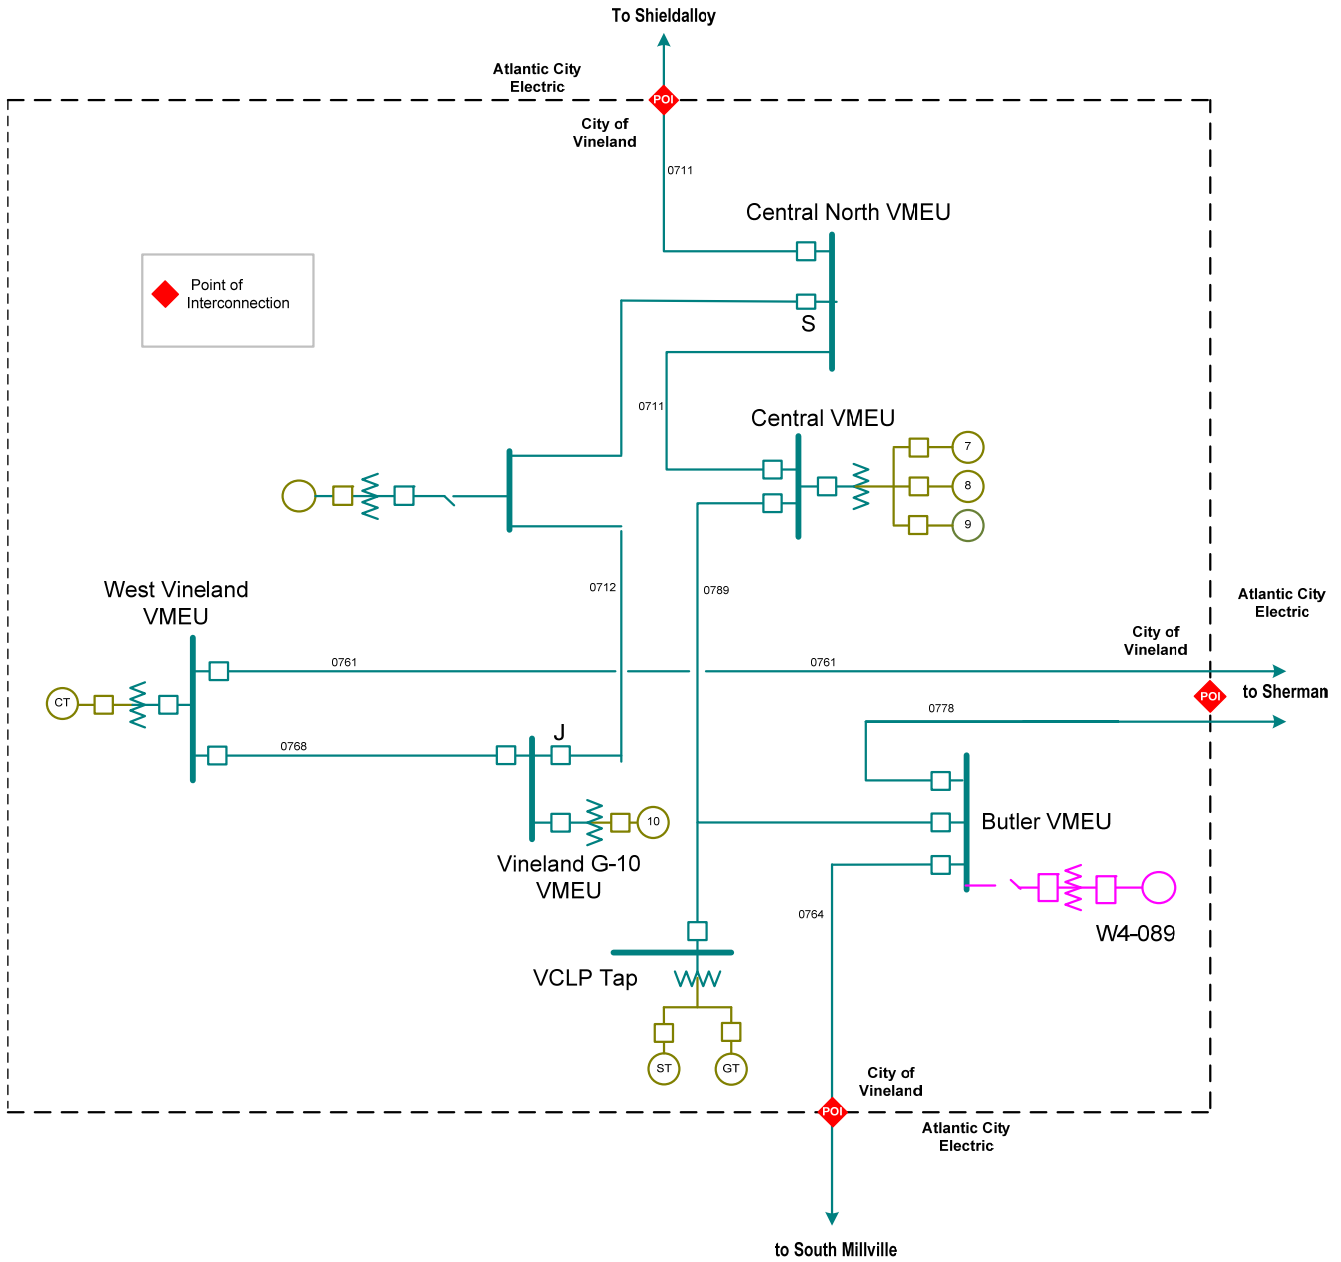 To Shieldalloy
Atlantic City
Electric
POI
City of
Vineland
0711
Central North VMEU
Point of
Interconnection
S
0711
Central VMEU
7
8
9
0712
0789
West Vineland
VMEU
Atlantic City
Electric
City of
Vineland
0761
0761
to Sherman
POI
CT
0778
J
0768
10
Butler VMEU
Vineland G-10
VMEU
0764
W4-089
VCLP Tap
ST
GT
City of
Vineland
POI
Atlantic City
Electric
to South Millville